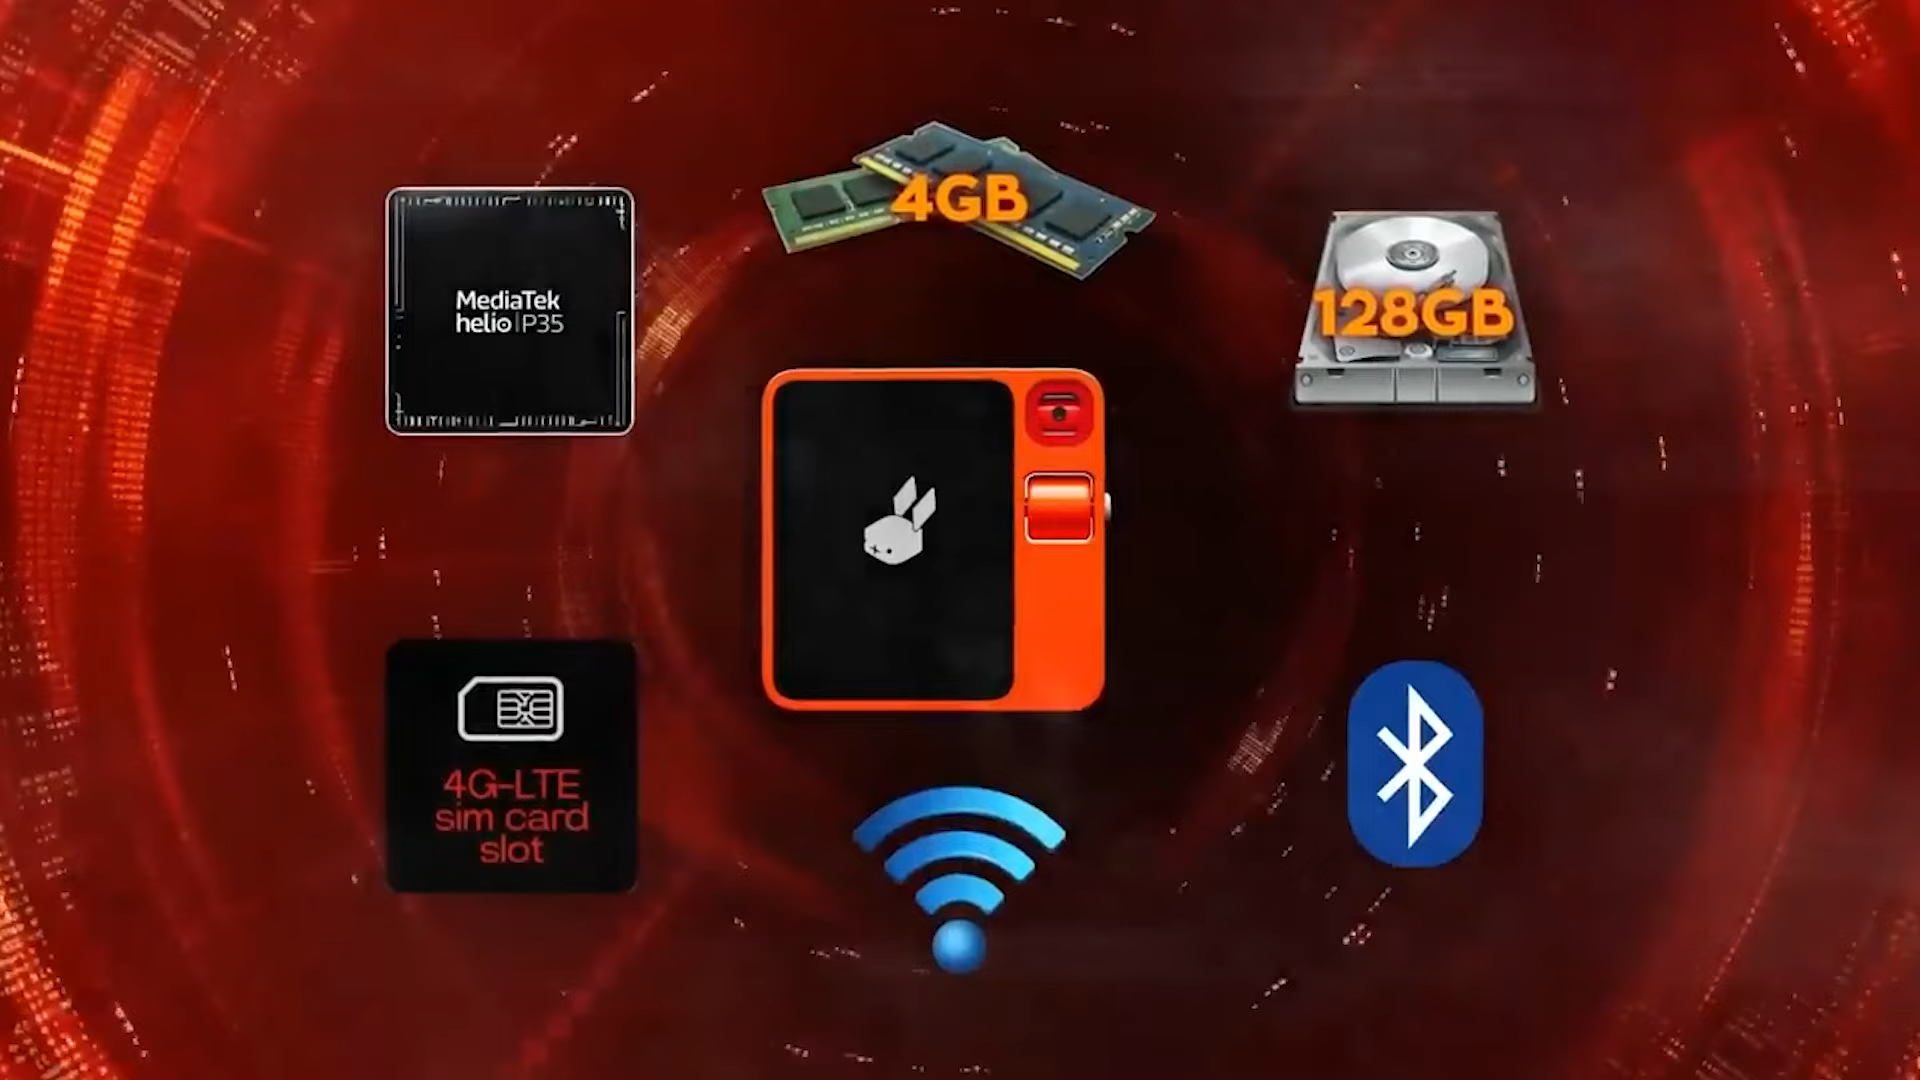 4GB
MediaTek
helio|P35
128GB
4G-LTE
sim card
slot